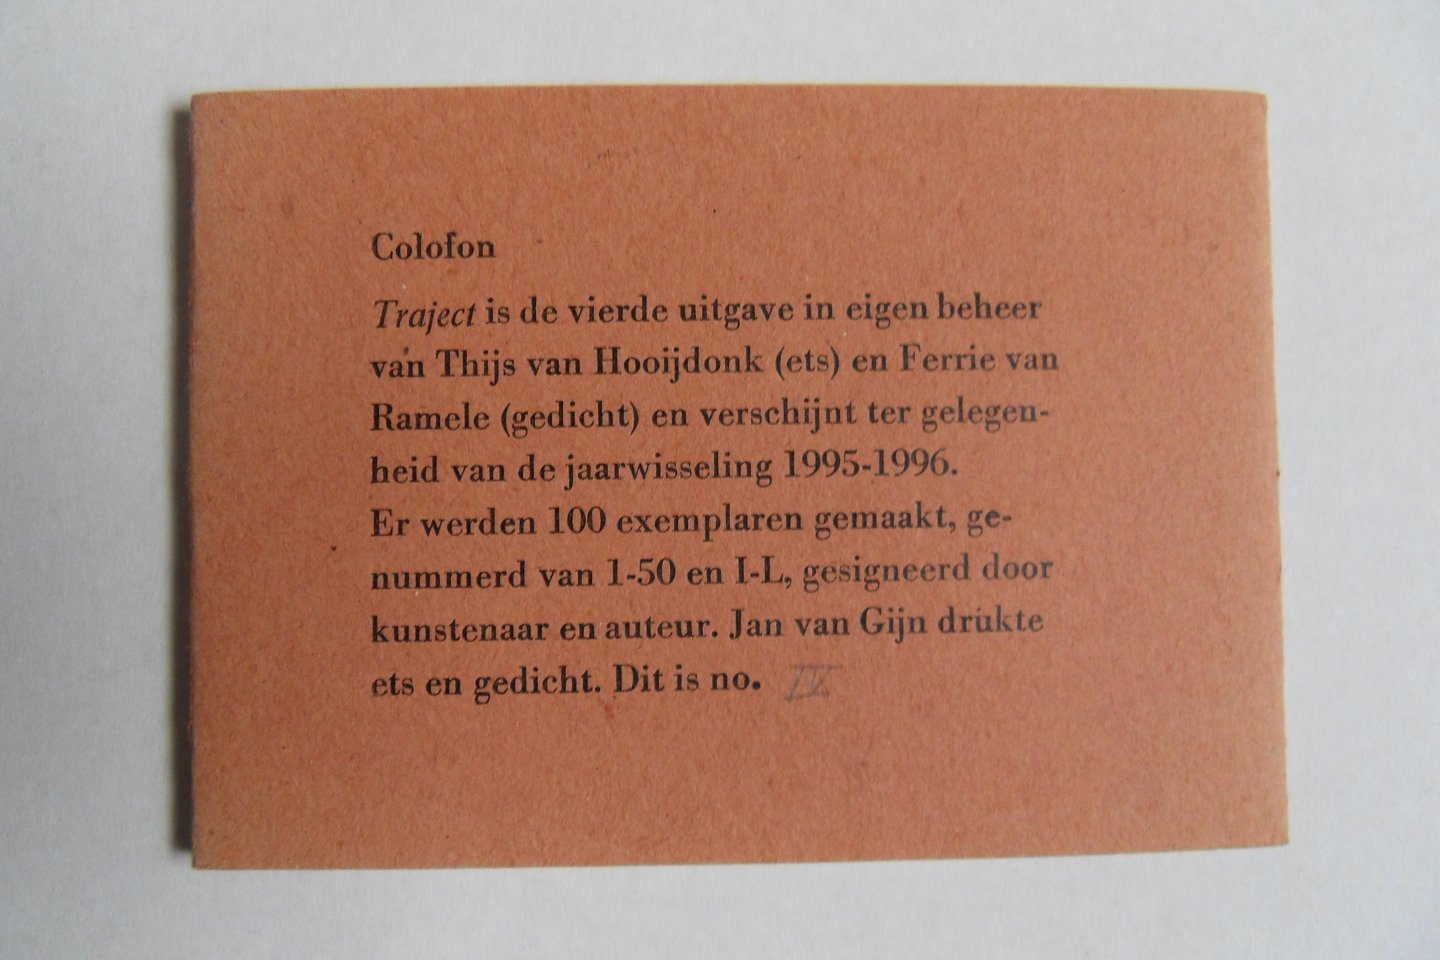 Colofon
Traject is de vierde uitgave in eigen beheer
van Thijs van Hooijdonk (ets) en Ferrie van
Ramele (gedicht) en verschijnt ter gelegen-
heid van de jaarwisseling 1995-1996.
Er werden 100 exemplaren gemaakt, ge-
nummerd van 1-50 en I-L, gesigneerd door
kunstenaar en auteur. Jan van Gijn drukte
ets en gedicht. Dit is no. IV